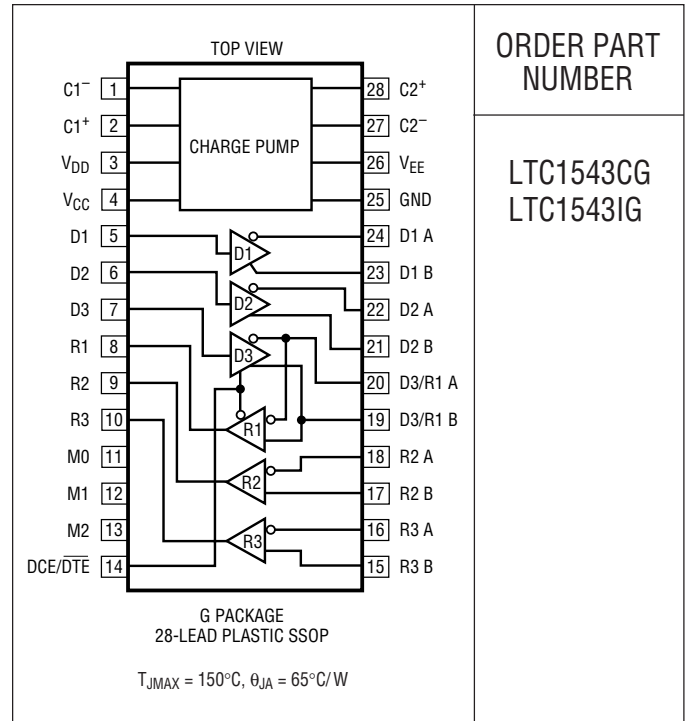 TOP VIEW
ORDER PART
NUMBER
LTC1543CG
LTC1543IG
CHARGE PUMP
C1⁻ 1
C1⁺ 2
V_DD 3
V_CC 4
D1 5
D2 6
D3 7
R1 8
R2 9
R3 10
M0 11
M1 12
M2 13
DCE/D̅T̅E̅ 14
28 C2⁺
27 C2⁻
26 V_EE
25 GND
24 D1 A
23 D1 B
22 D2 A
21 D2 B
20 D3/R1 A
19 D3/R1 B
18 R2 A
17 R2 B
16 R3 A
15 R3 B
D1
D2
D3
R1
R2
R3
G PACKAGE
28-LEAD PLASTIC SSOP
T_JMAX = 150°C, θ_JA = 65°C/W